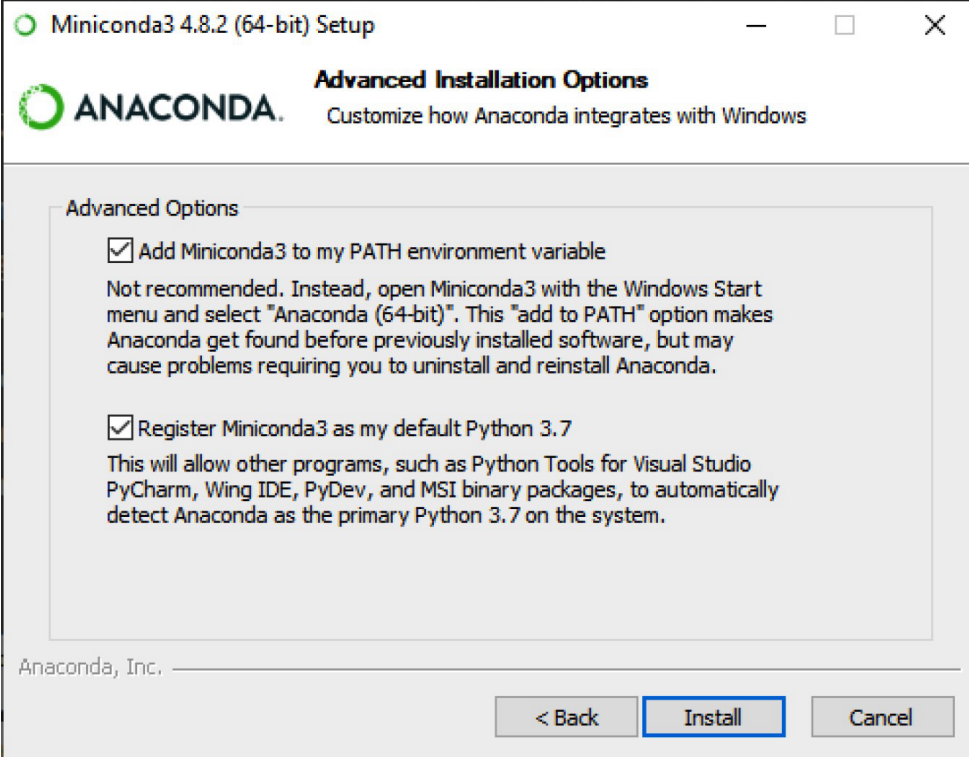 Miniconda3 4.8.2 (64-bit) Setup
ANACONDA.
Advanced Installation Options
Customize how Anaconda integrates with Windows
Advanced Options
Add Miniconda3 to my PATH environment variable
Not recommended. Instead, open Miniconda3 with the Windows Start
menu and select "Anaconda (64-bit)". This "add to PATH" option makes
Anaconda get found before previously installed software, but may
cause problems requiring you to uninstall and reinstall Anaconda.
Register Miniconda3 as my default Python 3.7
This will allow other programs, such as Python Tools for Visual Studio
PyCharm, Wing IDE, PyDev, and MSI binary packages, to automatically
detect Anaconda as the primary Python 3.7 on the system.
Anaconda, Inc.
< Back
Install
Cancel